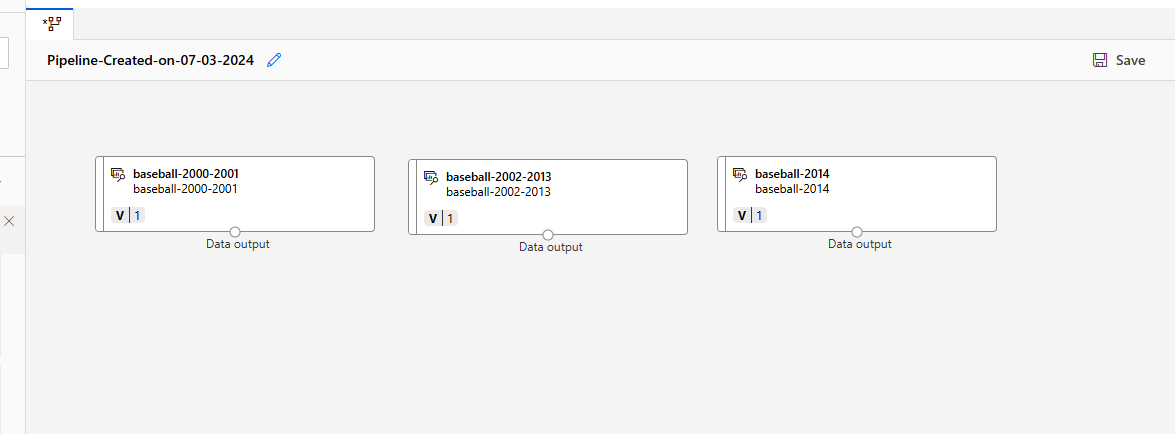 Pipeline-Created-on-07-03-2024
Save
baseball-2000-2001
baseball-2000-2001
V | 1
Data output
baseball-2002-2013
baseball-2002-2013
V | 1
Data output
baseball-2014
baseball-2014
V | 1
Data output